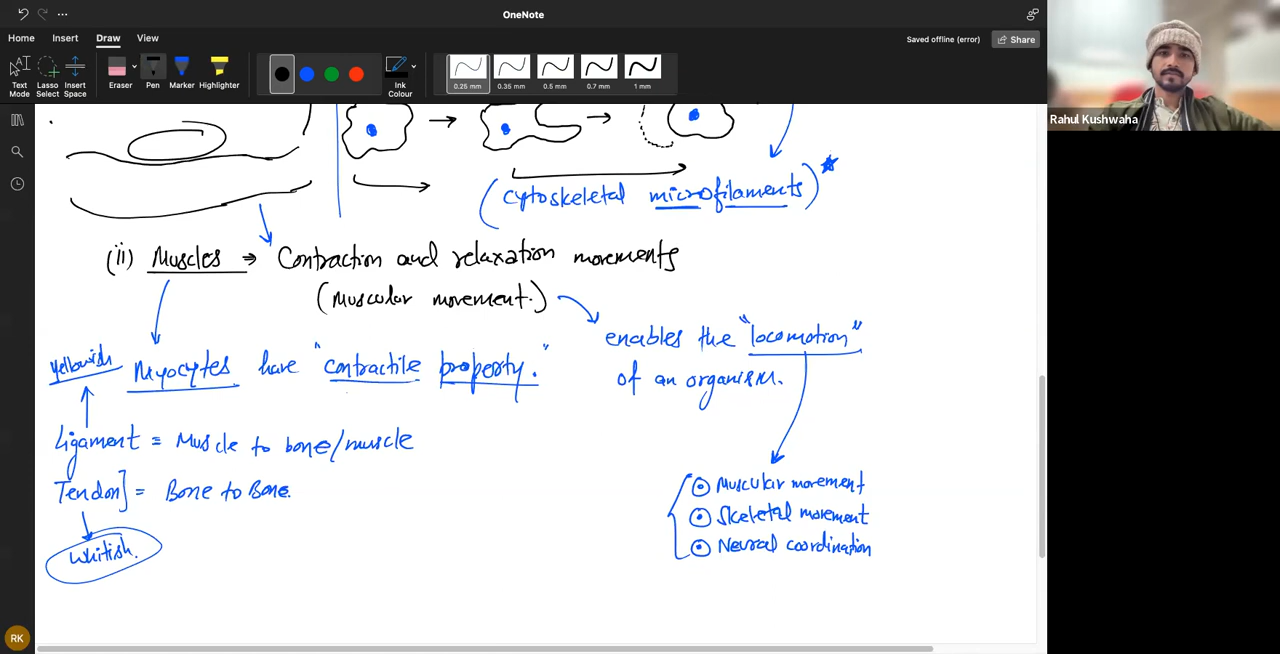 OneNote
Home Insert Draw View
Saved offline (error)
Share
Text Mode
Lasso Select
Insert Space
Eraser
Pen
Marker
Highlighter
Ink Colour
0.25 mm
0.35 mm
0.5 mm
0.7 mm
1 mm
Rahul Kushwaha
(cytoskeletal microfilaments)
(ii) Muscles ⇒ Contraction and relaxation movements
(muscular movement.)
enables the "locomotion"
of an organism.
Yellowish
Myocytes have "contractile property."
Ligament = Muscle to bone/muscle
Tendon] = Bone to Bone.
Whitish.
Muscular movement
Skeletal movement
Neural coordination
RK